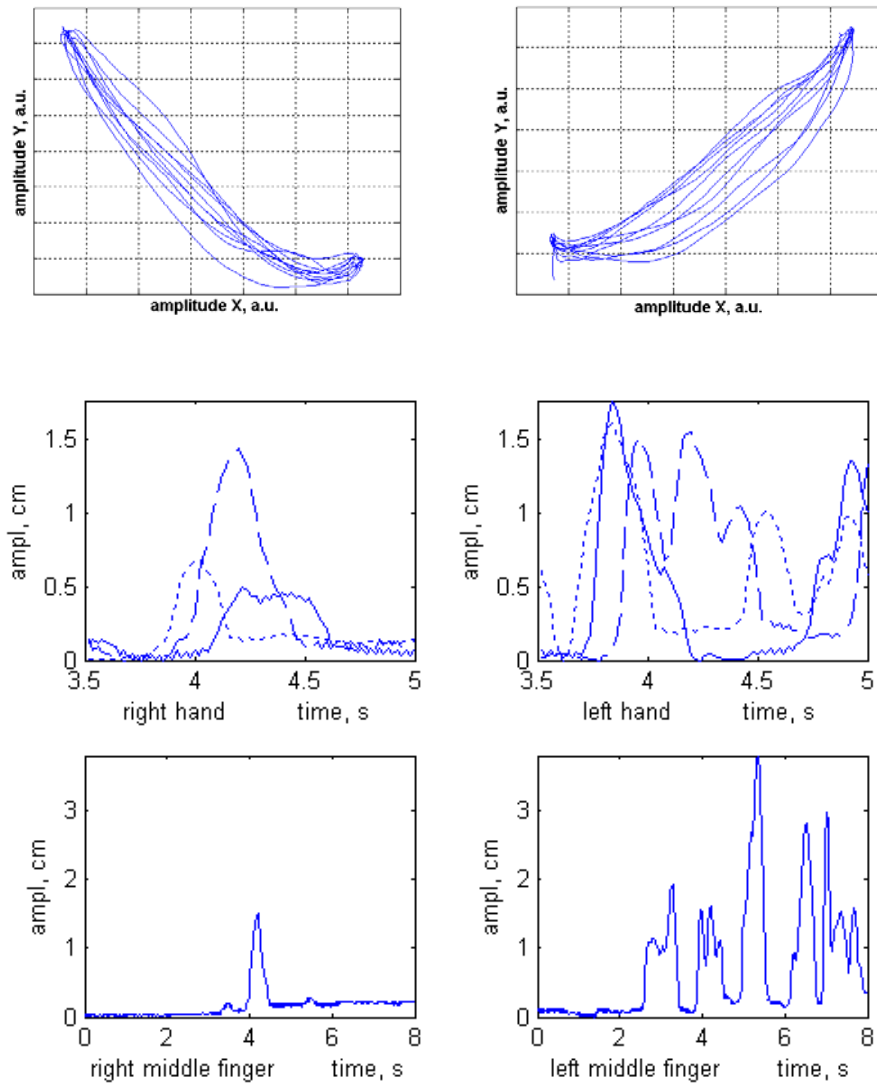 amplitude Y, a.u.
amplitude X, a.u.
amplitude Y, a.u.
amplitude X, a.u.
ampl, cm
1.5
1
0.5
0
3.5 4 4.5 5
right hand time, s
ampl, cm
1.5
1
0.5
0
3.5 4 4.5 5
left hand time, s
ampl, cm
3
2
1
0
0 2 4 6 8
right middle finger time, s
ampl, cm
3
2
1
0
0 2 4 6 8
left middle finger time, s